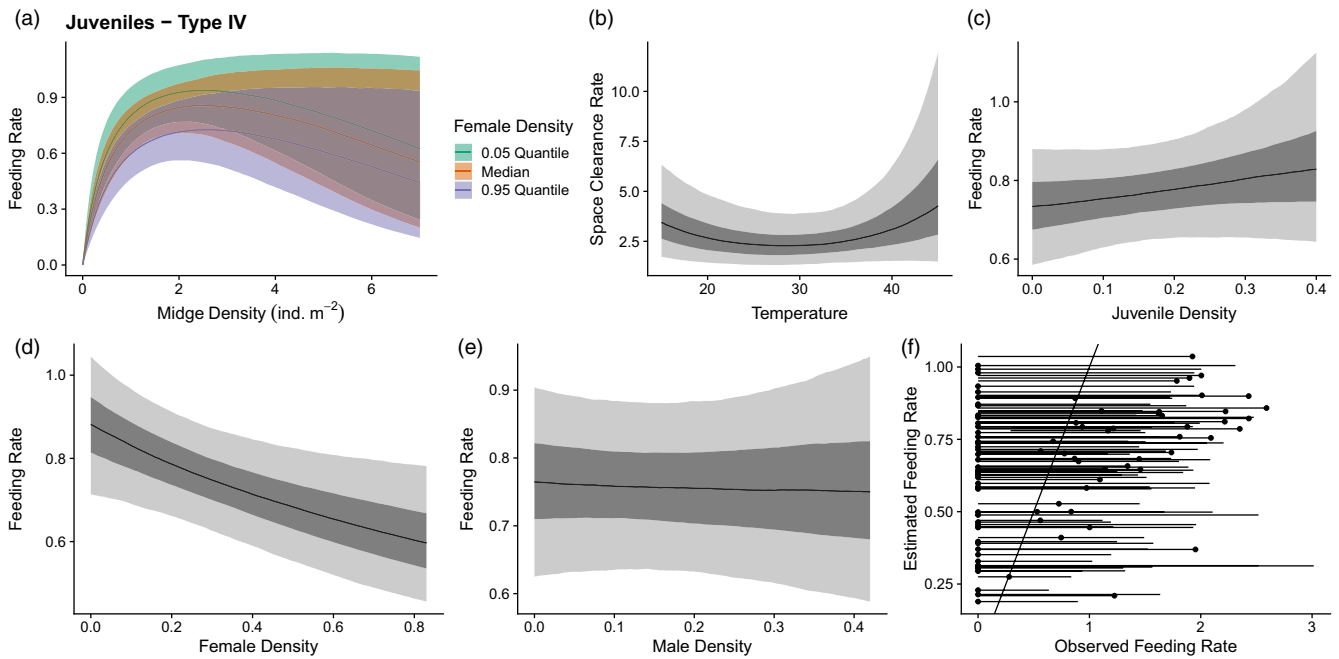 (a)
Juveniles − Type IV
Feeding Rate
0.9
0.6
0.3
0.0
0
2
4
6
Midge Density (ind. m−2)
Female Density
0.05 Quantile
Median
0.95 Quantile
(b)
Space Clearance Rate
10.0
7.5
5.0
2.5
20
30
40
Temperature
(c)
Feeding Rate
1.0
0.8
0.6
0.0
0.1
0.2
0.3
0.4
Juvenile Density
(d)
Feeding Rate
1.0
0.8
0.6
0.0
0.2
0.4
0.6
0.8
Female Density
(e)
Feeding Rate
0.9
0.8
0.7
0.6
0.0
0.1
0.2
0.3
0.4
Male Density
(f)
Estimated Feeding Rate
1.00
0.75
0.50
0.25
0
1
2
3
Observed Feeding Rate